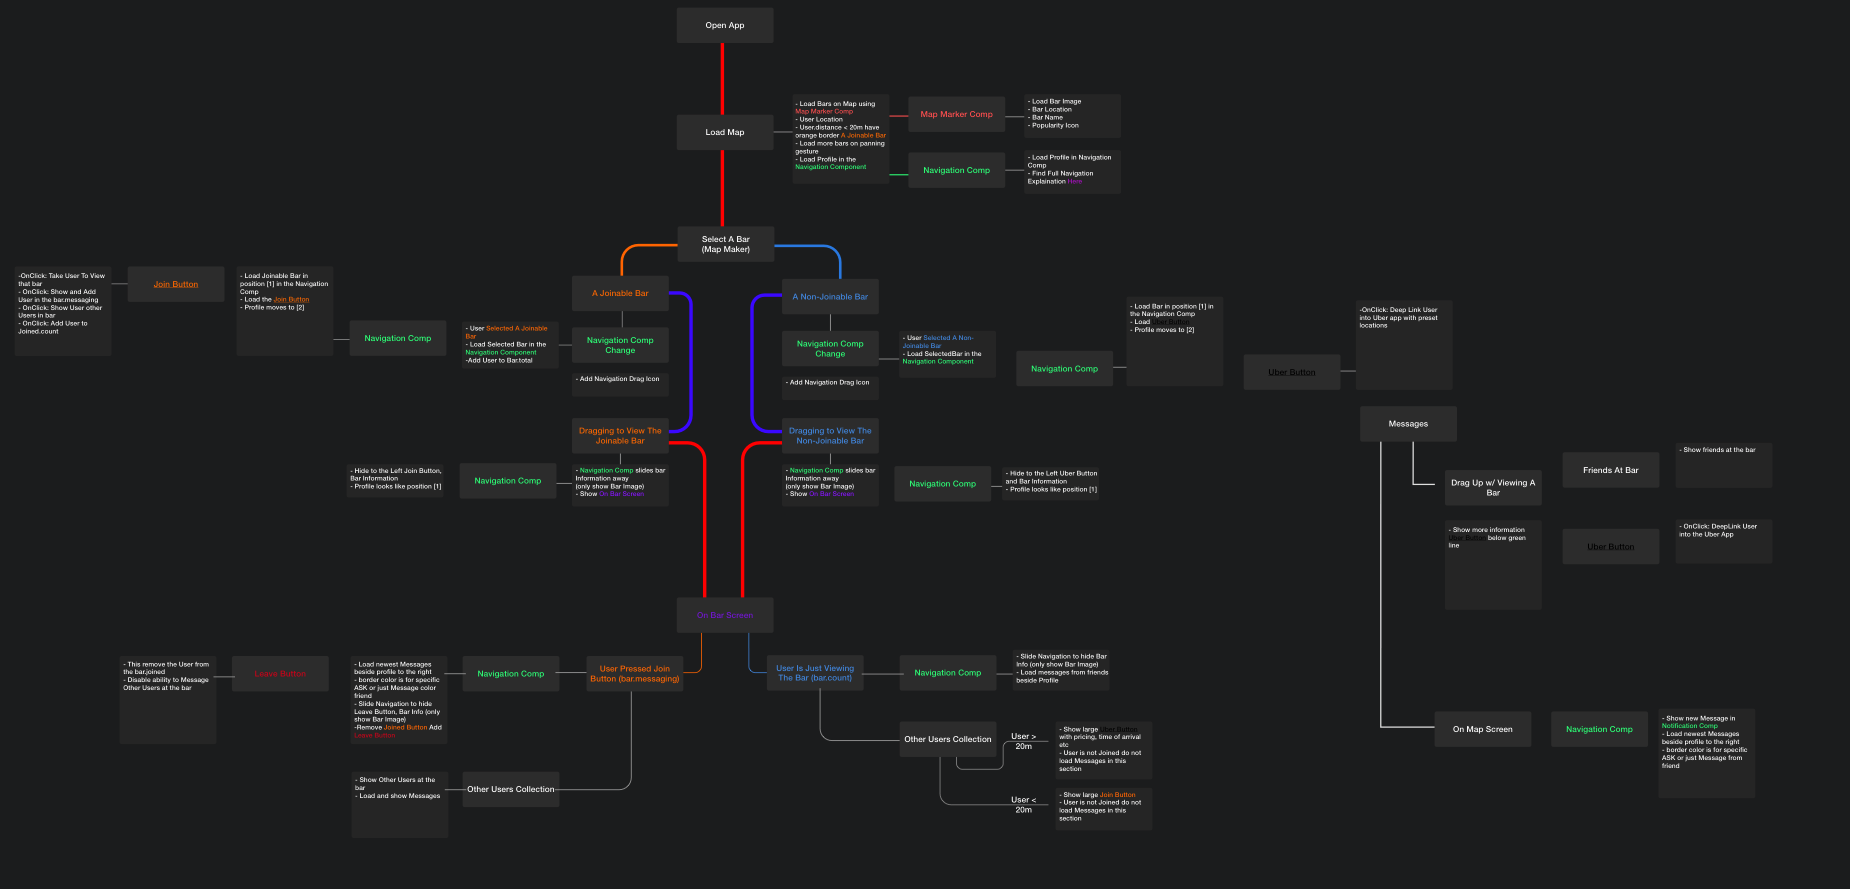 Open App
Load Map
- Load Bars on Map using
Map Marker Comp
- User Location
- User.distance < 20m have
orange border A Joinable Bar
- Load more bars on panning
gesture
- Load Profile in the
Navigation Component
Map Marker Comp
- Load Bar Image
- Bar Location
- Bar Name
- Popularity Icon
Navigation Comp
- Load Profile in Navigation
Comp
- Find Full Navigation
Explaination Here
Select A Bar
(Map Maker)
-OnClick: Take User To View
that bar
- OnClick: Show and Add
User in the bar.messaging
- OnClick: Show User other
Users in bar
- OnClick: Add User to
Joined.count
Join Button
- Load Joinable Bar in
position [1] in the Navigation
Comp
- Load the Join Button
- Profile moves to [2]
Navigation Comp
- User Selected A Joinable
Bar
- Load Selected Bar in the
Navigation Component
-Add User to Bar.total
A Joinable Bar
Navigation Comp
Change
- Add Navigation Drag Icon
A Non-Joinable Bar
Navigation Comp
Change
- Add Navigation Drag Icon
- User Selected A Non-
Joinable Bar
- Load SelectedBar in the
Navigation Component
Navigation Comp
- Load Bar in position [1] in
the Navigation Comp
- Load Uber Button
- Profile moves to [2]
Uber Button
-OnClick: Deep Link User
into Uber app with preset
locations
Dragging to View The
Joinable Bar
- Navigation Comp slides bar
Information away
(only show Bar Image)
- Show On Bar Screen
Navigation Comp
- Hide to the Left Join Button,
Bar Information
- Profile looks like position [1]
Dragging to View The
Non-Joinable Bar
- Navigation Comp slides bar
Information away
(only show Bar Image)
- Show On Bar Screen
Navigation Comp
- Hide to the Left Uber Button
and Bar Information
- Profile looks like position [1]
Messages
Drag Up w/ Viewing A
Bar
- Show more information
Uber Button below green
line
Friends At Bar
- Show friends at the bar
Uber Button
- OnClick: DeepLink User
into the Uber App
On Bar Screen
- This remove the User from
the bar.joined
- Disable ability to Message
Other Users at the bar
Leave Button
- Load newest Messages
beside profile to the right
- border color is for specific
ASK or just Message color
friend
- Slide Navigation to hide
Leave Button, Bar Info (only
show Bar Image)
-Remove Joined Button Add
Leave Button
Navigation Comp
User Pressed Join
Button (bar.messaging)
User Is Just Viewing
The Bar (bar.count)
Navigation Comp
- Slide Navigation to hide Bar
Info (only show Bar Image)
- Load messages from friends
beside Profile
- Show Other Users at the
bar
- Load and show Messages
Other Users Collection
Other Users Collection
User >
20m
- Show large Uber Button
with pricing, time of arrival
etc
- User is not Joined do not
load Messages in this
section
User <
20m
- Show large Join Button
- User is not Joined do not
load Messages in this
section
On Map Screen
Navigation Comp
- Show new Message in
Notification Comp
- Load newest Messages
beside profile to the right
- border color is for specific
ASK or just Message from
friend